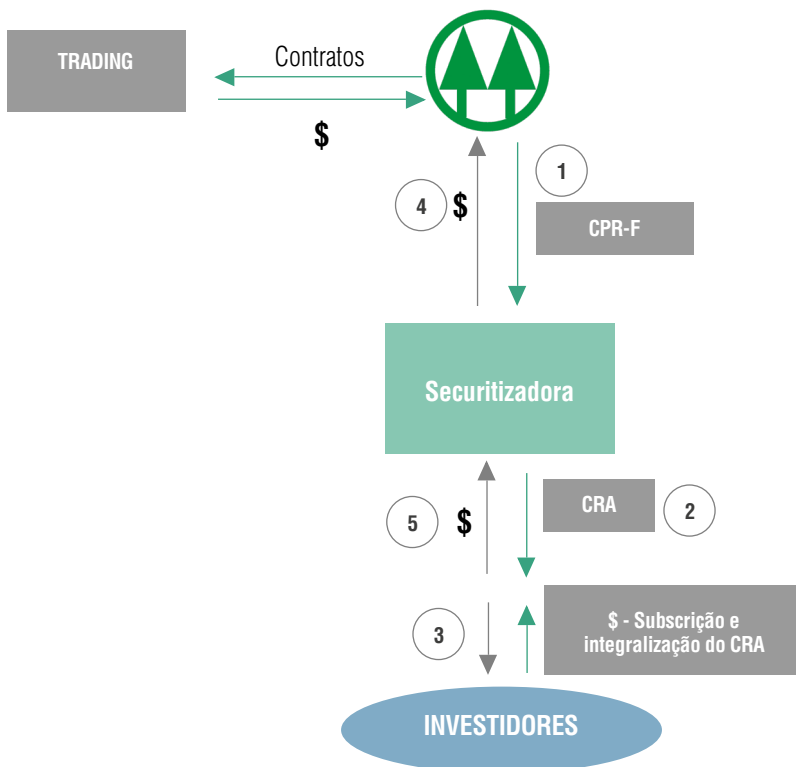 TRADING
Contratos
$
1
4
$
CPR-F
Securitizadora
CRA
2
5
$
$ - Subscrição e
integralização do CRA
3
INVESTIDORES